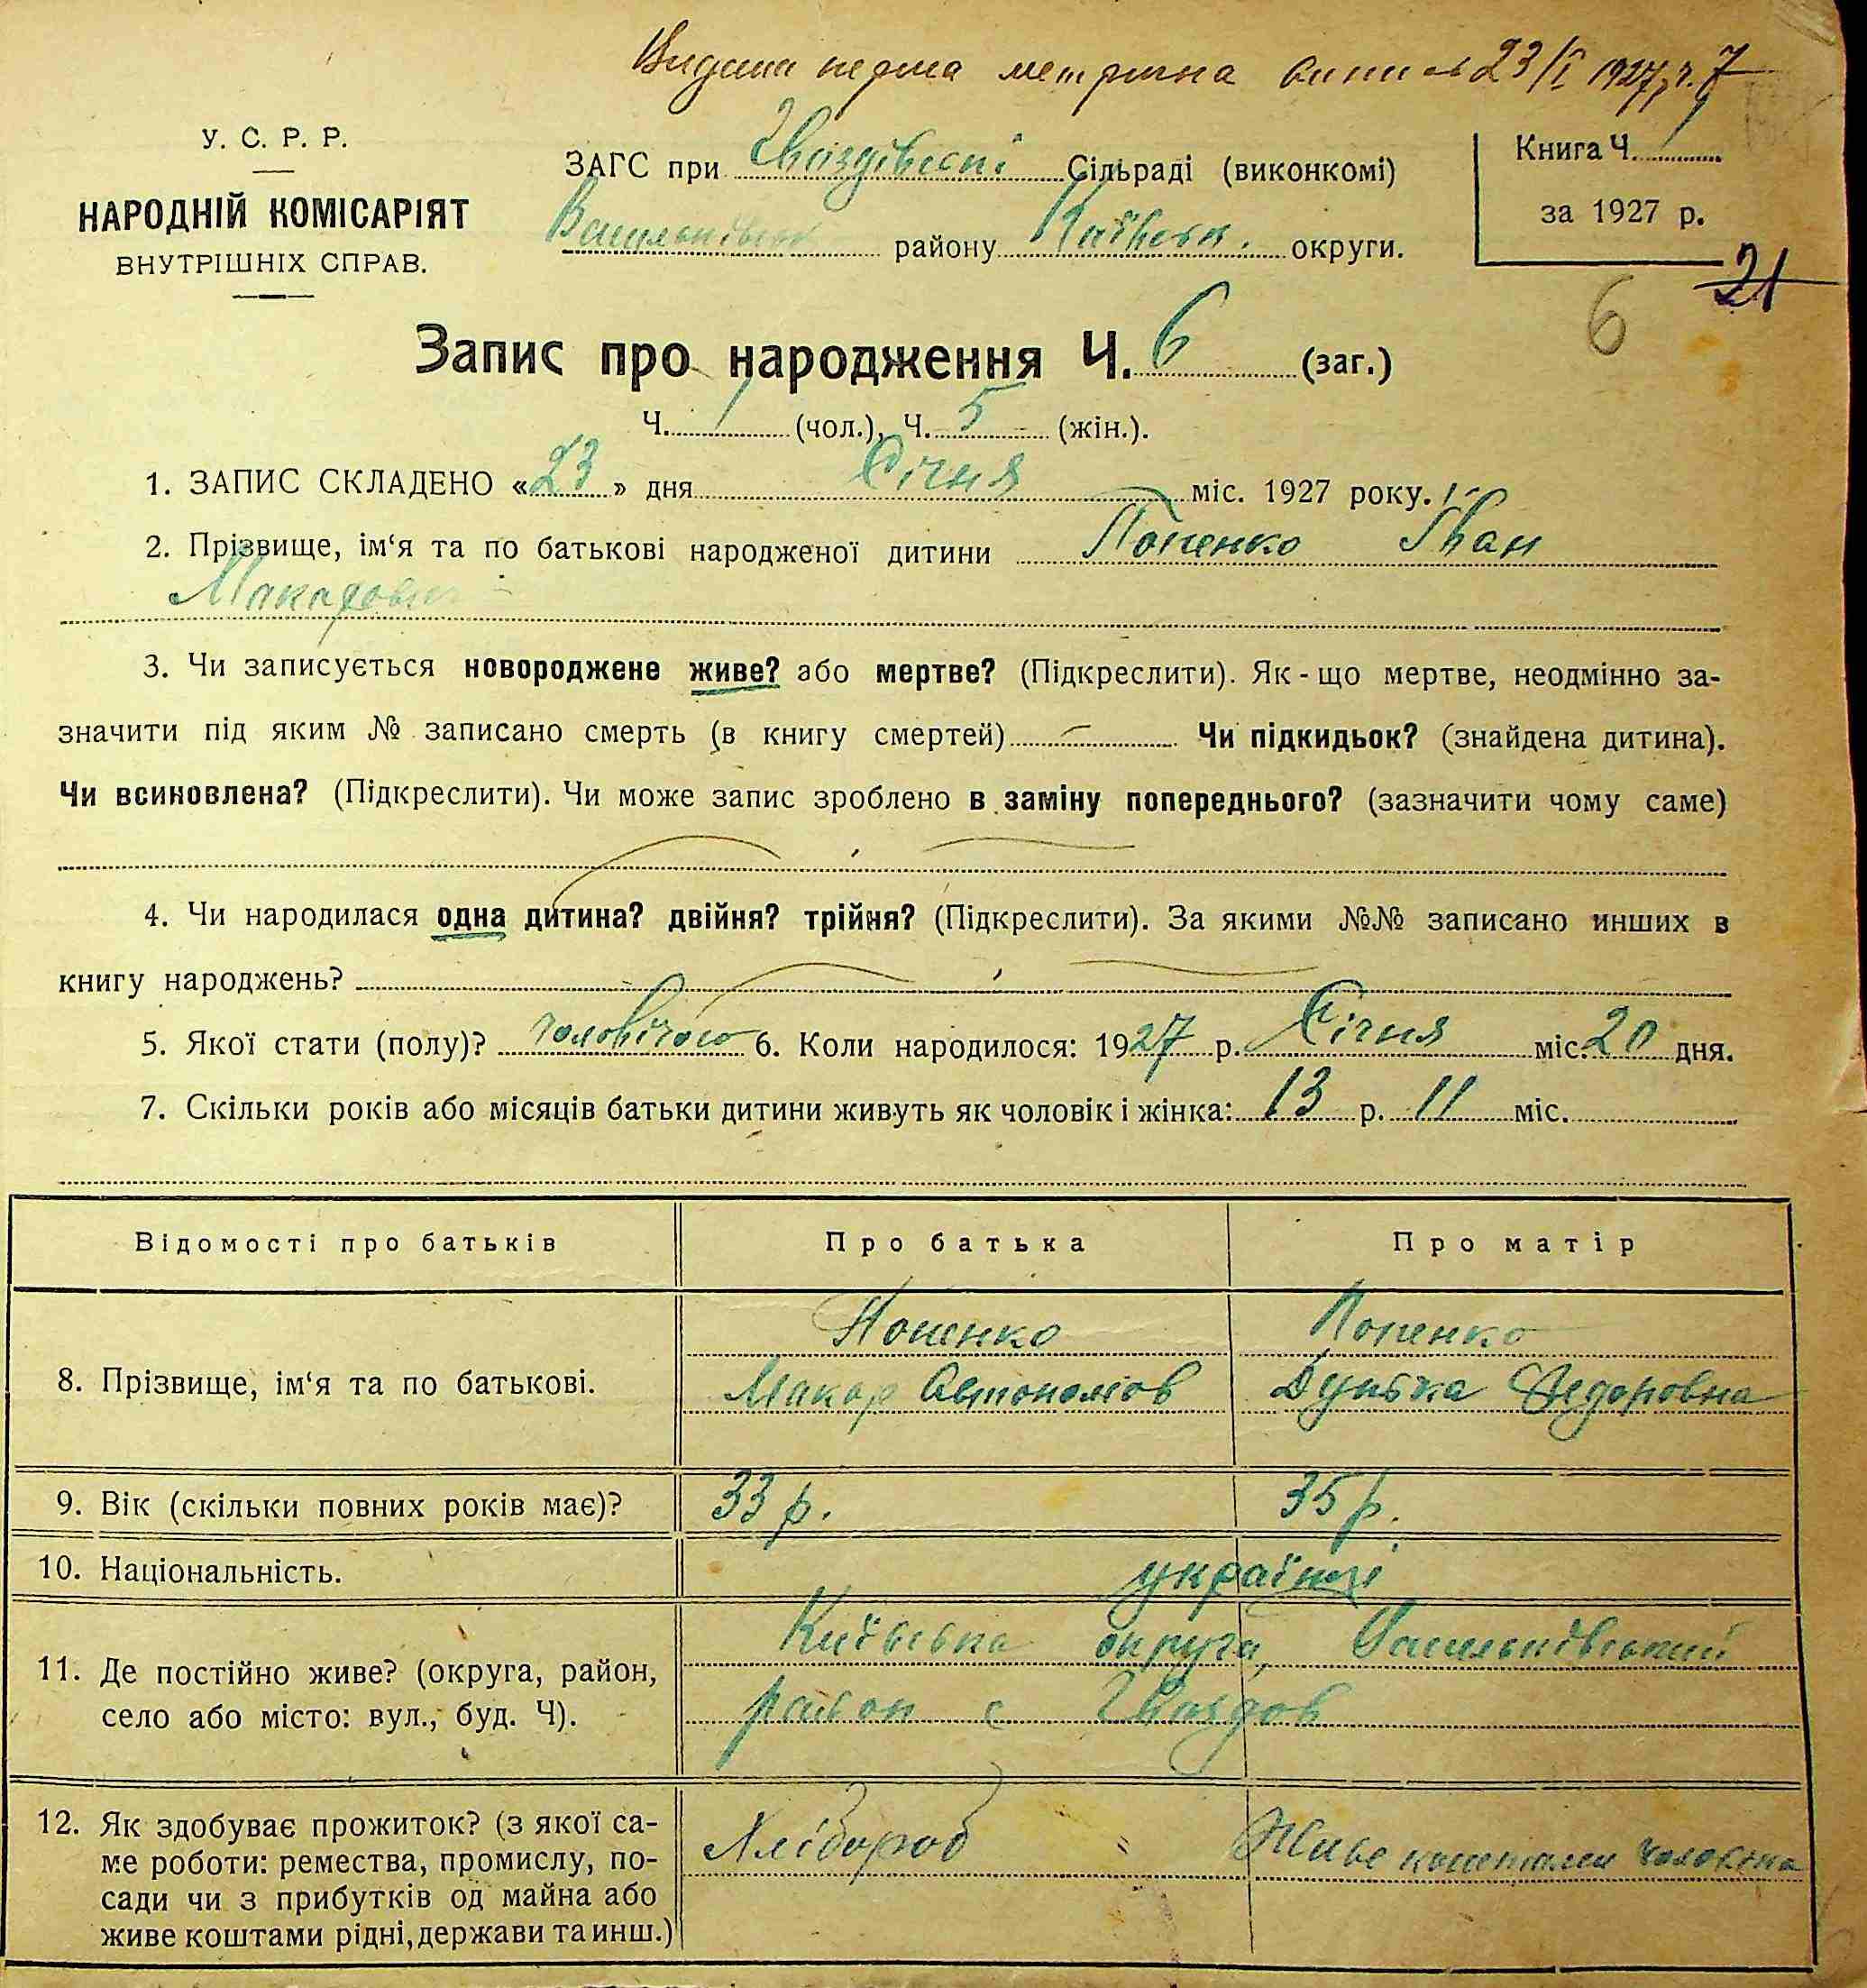 Видана перша метрична 23/I 1927 р. 7
У. С. Р. Р.
НАРОДНІЙ КОМІСАРІЯТ
ВНУТРІШНІХ СПРАВ.
ЗАГС при Гвоздівські Сільраді (виконкомі)
Васильківськ району Київськ. округи.
Книга Ч. 1
за 1927 р.
21
6
Запис про народження Ч. 6 (заг.)
Ч. 1 (чол.), Ч. 5 (жін.).
1. ЗАПИС СКЛАДЕНО «23» дня Січня міс. 1927 року.
2. Прізвище, ім‘я та по батькові народженої дитини Попенко Іван
Макарович
3. Чи записується новороджене живе? або мертве? (Підкреслити). Як-що мертве, неодмінно за-
значити під яким № записано смерть (в книгу смертей) — Чи підкидьок? (знайдена дитина).
Чи всиновлена? (Підкреслити). Чи може запис зроблено в заміну попереднього? (зазначити чому саме)
4. Чи народилася одна дитина? двійня? трійня? (Підкреслити). За якими №№ записано инших в
книгу народжень?
5. Якої стати (полу)? чоловічого 6. Коли народилося: 1927 р. Січня міс. 20 дня.
7. Скільки років або місяців батьки дитини живуть як чоловік і жінка: 13 р. 11 міс.
Відомості про батьків Про батька Про матір
8. Прізвище, ім‘я та по батькові.
Попенко
Макар Автономов
Попенко
Дунька Федоровна
9. Вік (скільки повних років має)? 33 р. 35 р.
10. Національність. українці
11. Де постійно живе? (округа, район,
село або місто: вул., буд. Ч).
Київська округа, Васильківський
район с Гвоздов
12. Як здобуває прожиток? (з якої са-
ме роботи: ремества, промислу, по-
сади чи з прибутків од майна або
живе коштами рідні, держави та инш.)
Хлібороб
Живе коштами чоловіка